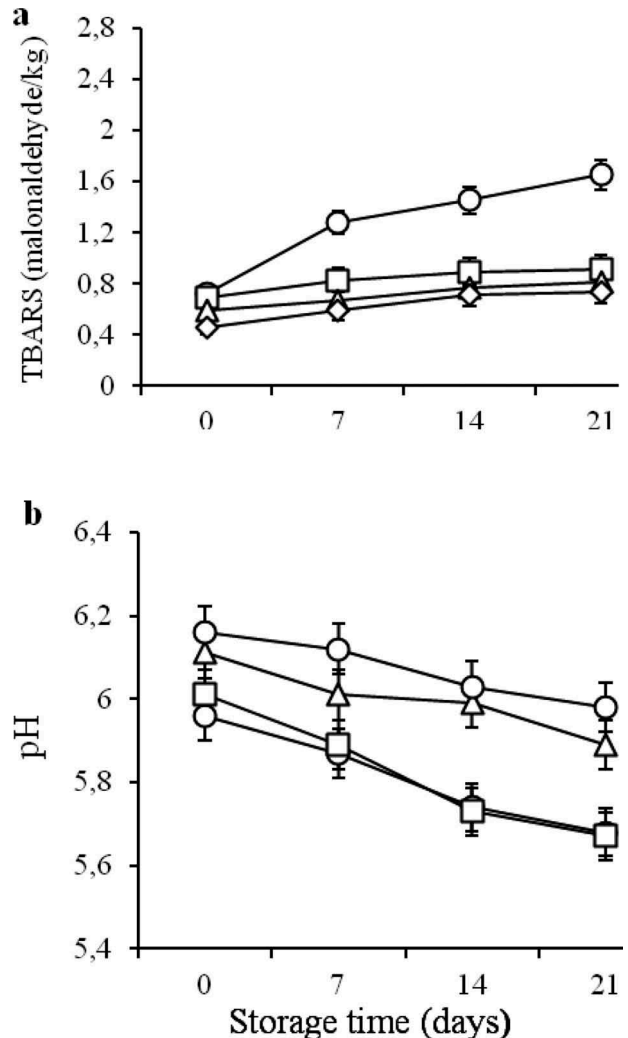 a
TBARS (malonaldehyde/kg)
2,8
2,4
2
1,6
1,2
0,8
0,4
0
0 7 14 21
b
pH
6,4
6,2
6
5,8
5,6
5,4
0 7 14 21
Storage time (days)